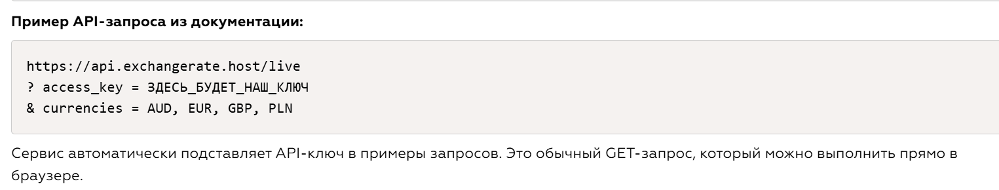 Пример API-запроса из документации:
https://api.exchangerate.host/live
? access_key = ЗДЕСЬ_БУДЕТ_НАШ_КЛЮЧ
& currencies = AUD, EUR, GBP, PLN
Сервис автоматически подставляет API-ключ в примеры запросов. Это обычный GET-запрос, который можно выполнить прямо в
браузере.